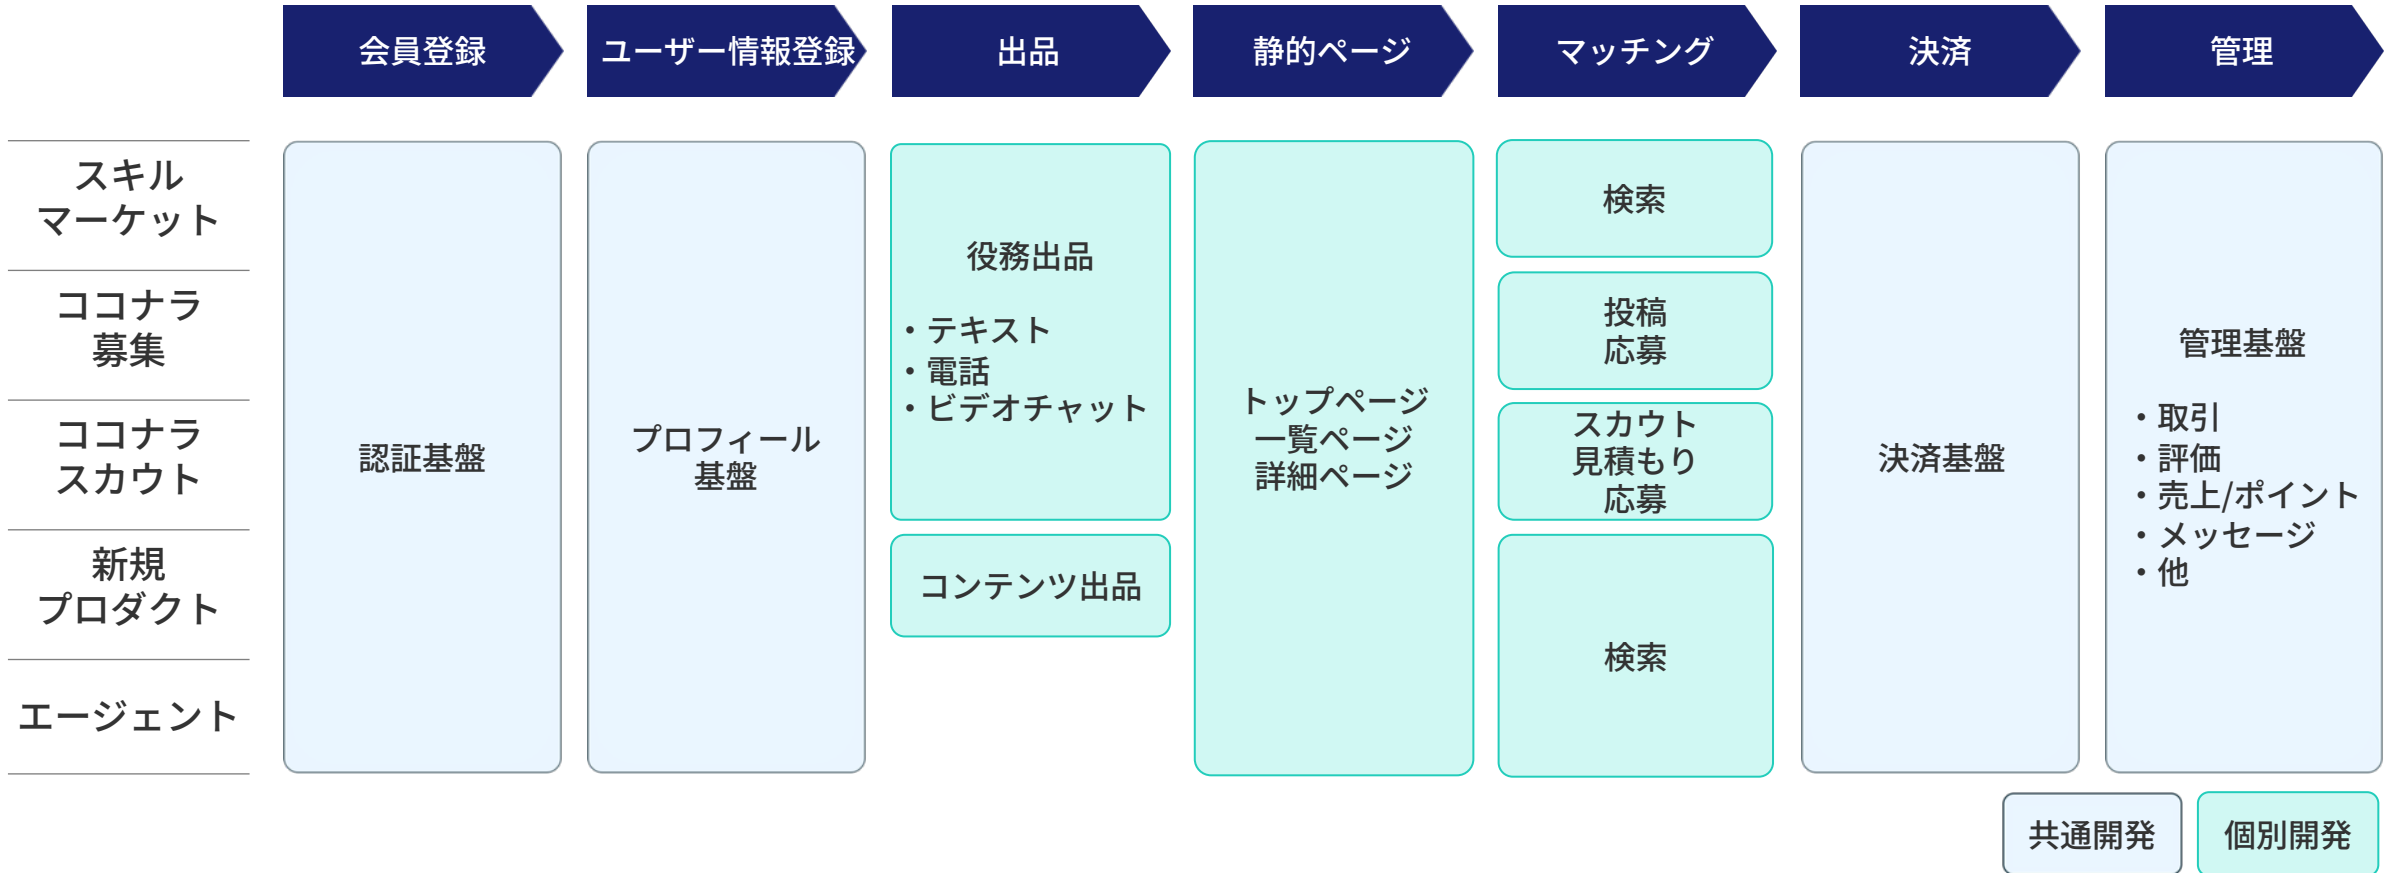 会員登録
ユーザー情報登録
出品
静的ページ
マッチング
決済
管理
スキル
マーケット
ココナラ
募集
ココナラ
スカウト
新規
プロダクト
エージェント
認証基盤
プロフィール
基盤
役務出品
・テキスト
・電話
・ビデオチャット
コンテンツ出品
トップページ
一覧ページ
詳細ページ
検索
投稿
応募
スカウト
見積もり
応募
検索
決済基盤
管理基盤
・取引
・評価
・売上/ポイント
・メッセージ
・他
共通開発
個別開発